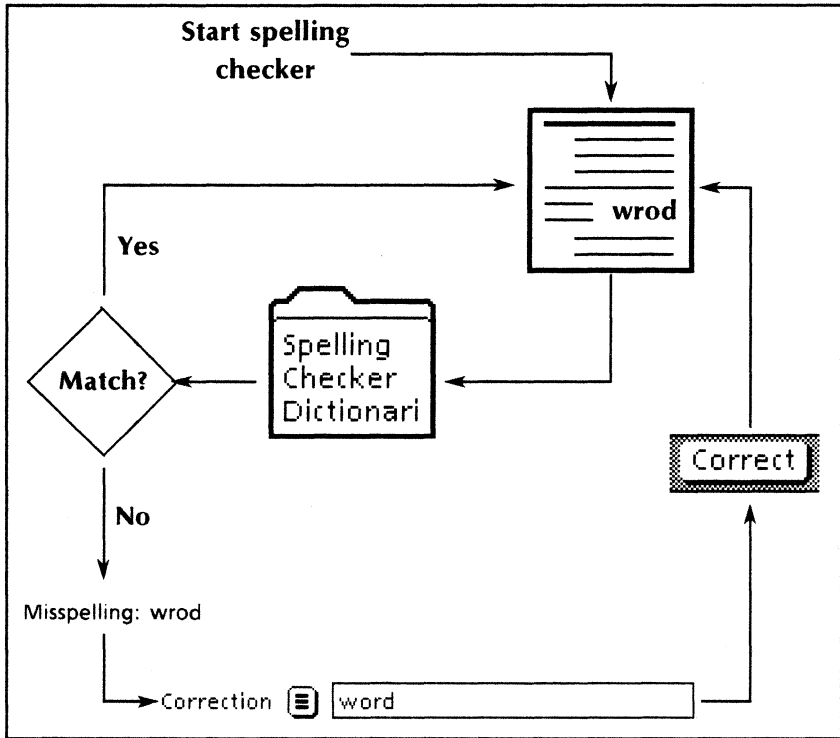 Start spelling
checker
wrod
Yes
Spelling
Checker
Dictionari
Match?
Correct
No
Misspelling: wrod
Correction word